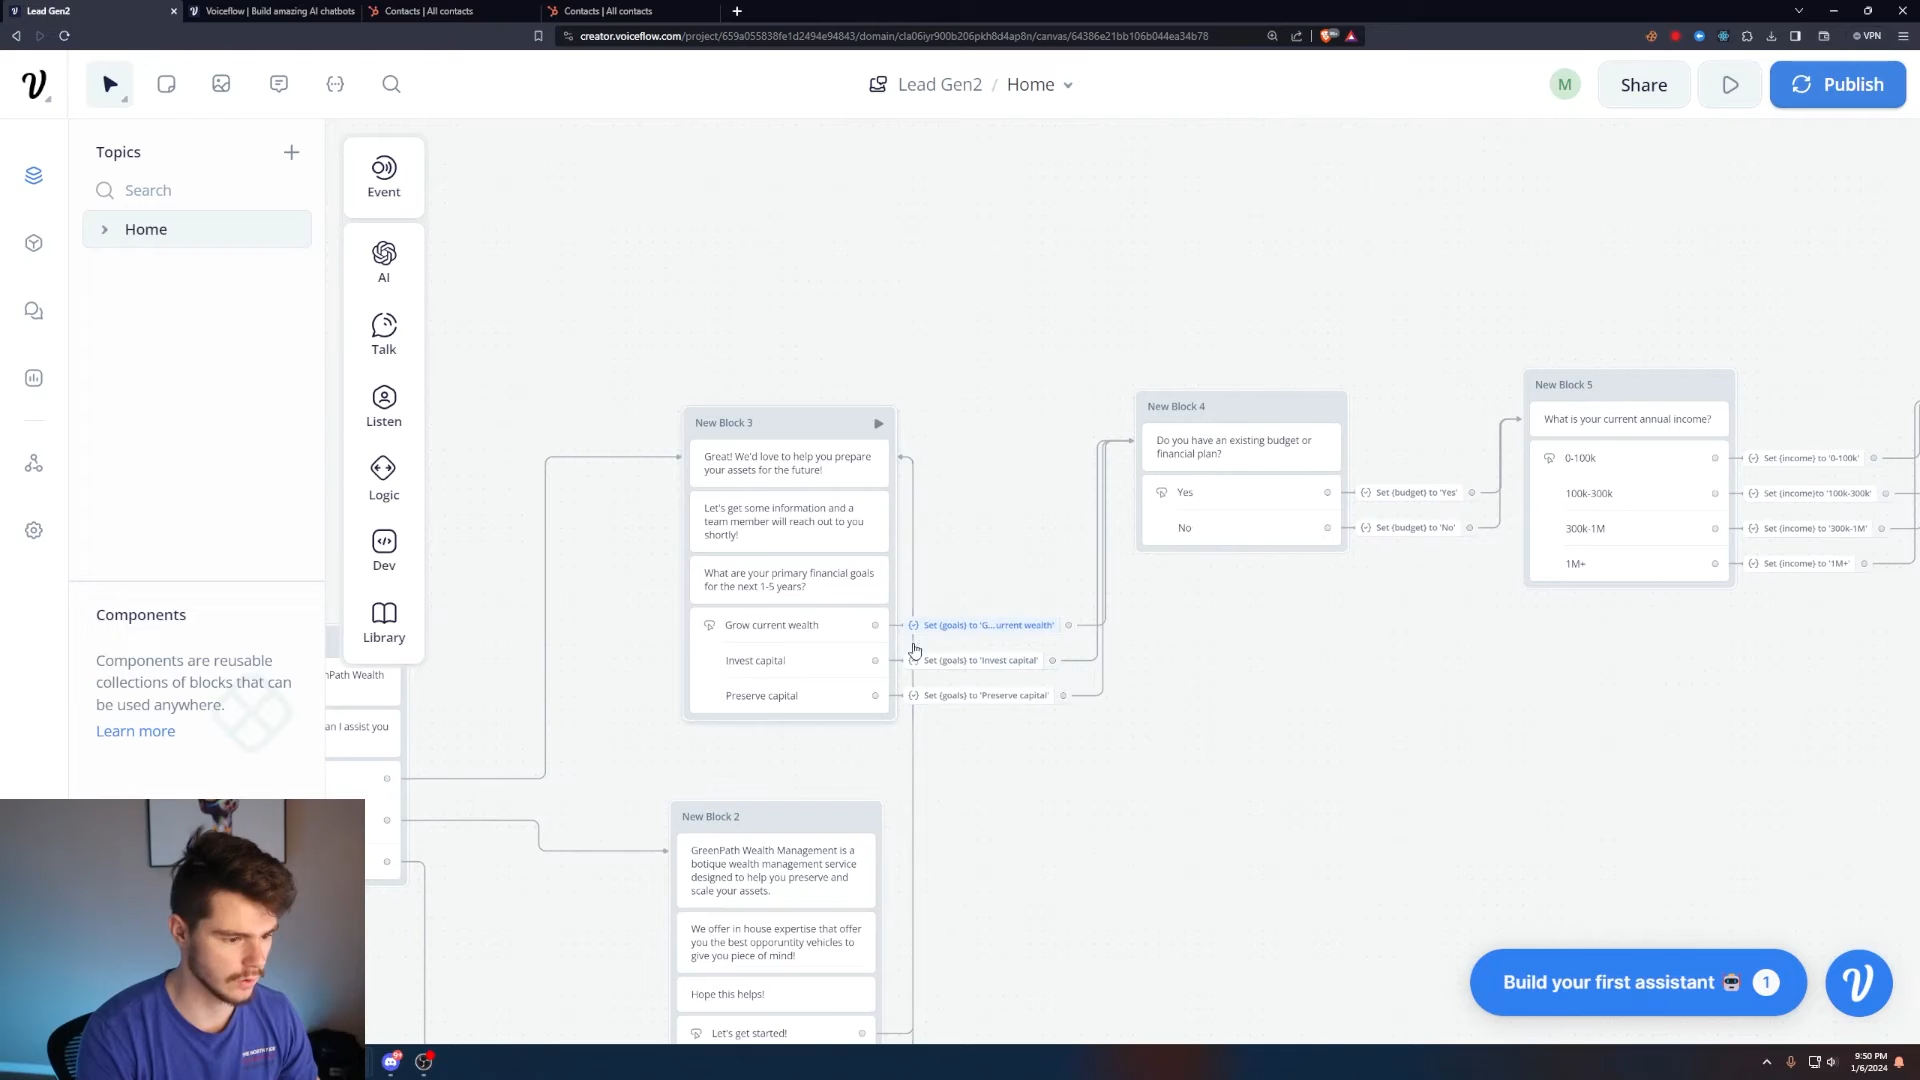 Lead Gen2
Voiceflow | Build amazing AI chatbots
Contacts | All contacts
Contacts | All contacts
creator.voiceflow.com/project/659a055838fe1d2494e94843/domain/cla06iyr900b206pkh8d4ap8n/canvas/64386e21bb106b044ea34b78
VPN
Lead Gen2 / Home
M
Share
Publish
Topics
Search
Home
Event
AI
Talk
Listen
Logic
Dev
Library
Components
Components are reusable
collections of blocks that can
be used anywhere.
Learn more
nPath Wealth
an I assist you
New Block 3
Great! We'd love to help you prepare
your assets for the future!
Let's get some information and a
team member will reach out to you
shortly!
What are your primary financial goals
for the next 1-5 years?
Grow current wealth
Set {goals} to 'G...urrent wealth'
Invest capital
Set {goals} to 'Invest capital'
Preserve capital
Set {goals} to 'Preserve capital'
New Block 4
Do you have an existing budget or
financial plan?
Yes
Set {budget} to 'Yes'
No
Set {budget} to 'No'
New Block 5
What is your current annual income?
0-100k
Set {income} to '0-100k'
100k-300k
Set {income}to '100k-300k'
300k-1M
Set {income} to '300k-1M'
1M+
Set {income} to '1M+'
New Block 2
GreenPath Wealth Management is a
botique wealth management service
designed to help you preserve and
scale your assets.
We offer in house expertise that offer
you the best opporuntity vehicles to
give you piece of mind!
Hope this helps!
Let's get started!
Build your first assistant
1
9:50 PM
1/6/2024